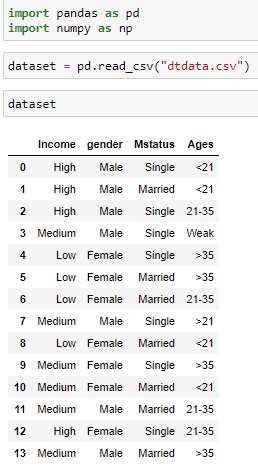 import pandas as pd
import numpy as np
dataset = pd.read_csv("dtdata.csv")
dataset
Income gender Mstatus Ages
0 High Male Single <21
1 High Male Married <21
2 High Male Single 21-35
3 Medium Male Single Weak
4 Low Female Single >35
5 Low Female Married >35
6 Low Female Married 21-35
7 Medium Male Single >21
8 Low Female Married <21
9 Medium Female Single >35
10 Medium Female Married <21
11 Medium Male Married 21-35
12 High Female Single 21-35
13 Medium Male Married >35